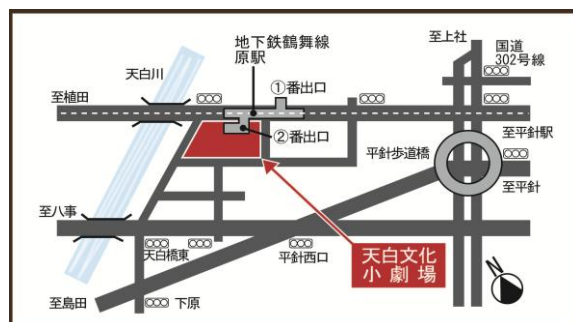 至上社
国道
302号線
地下鉄鶴舞線
原駅
天白川
①番出口
至植田
②番出口
至平針駅
平針歩道橋
至平針
至八事
天白橋東
平針西口
天白文化
小劇場
至島田
下原
N